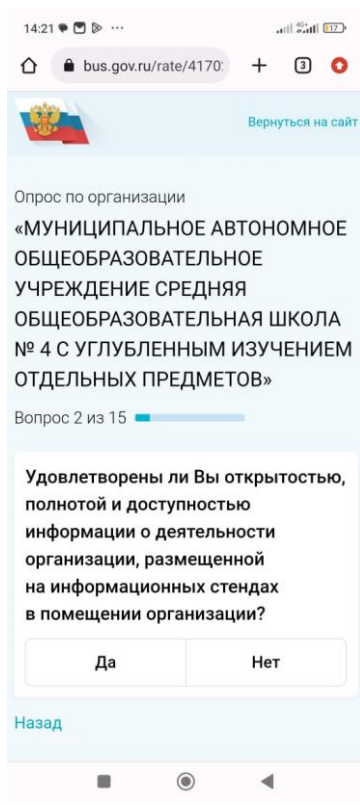 14:21
17
bus.gov.ru/rate/4170
3
Вернуться на сайт
Опрос по организации
«МУНИЦИПАЛЬНОЕ АВТОНОМНОЕ
ОБЩЕОБРАЗОВАТЕЛЬНОЕ
УЧРЕЖДЕНИЕ СРЕДНЯЯ
ОБЩЕОБРАЗОВАТЕЛЬНАЯ ШКОЛА
№ 4 С УГЛУБЛЕННЫМ ИЗУЧЕНИЕМ
ОТДЕЛЬНЫХ ПРЕДМЕТОВ»
Вопрос 2 из 15
Удовлетворены ли Вы открытостью,
полнотой и доступностью
информации о деятельности
организации, размещенной
на информационных стендах
в помещении организации?
Да
Нет
Назад